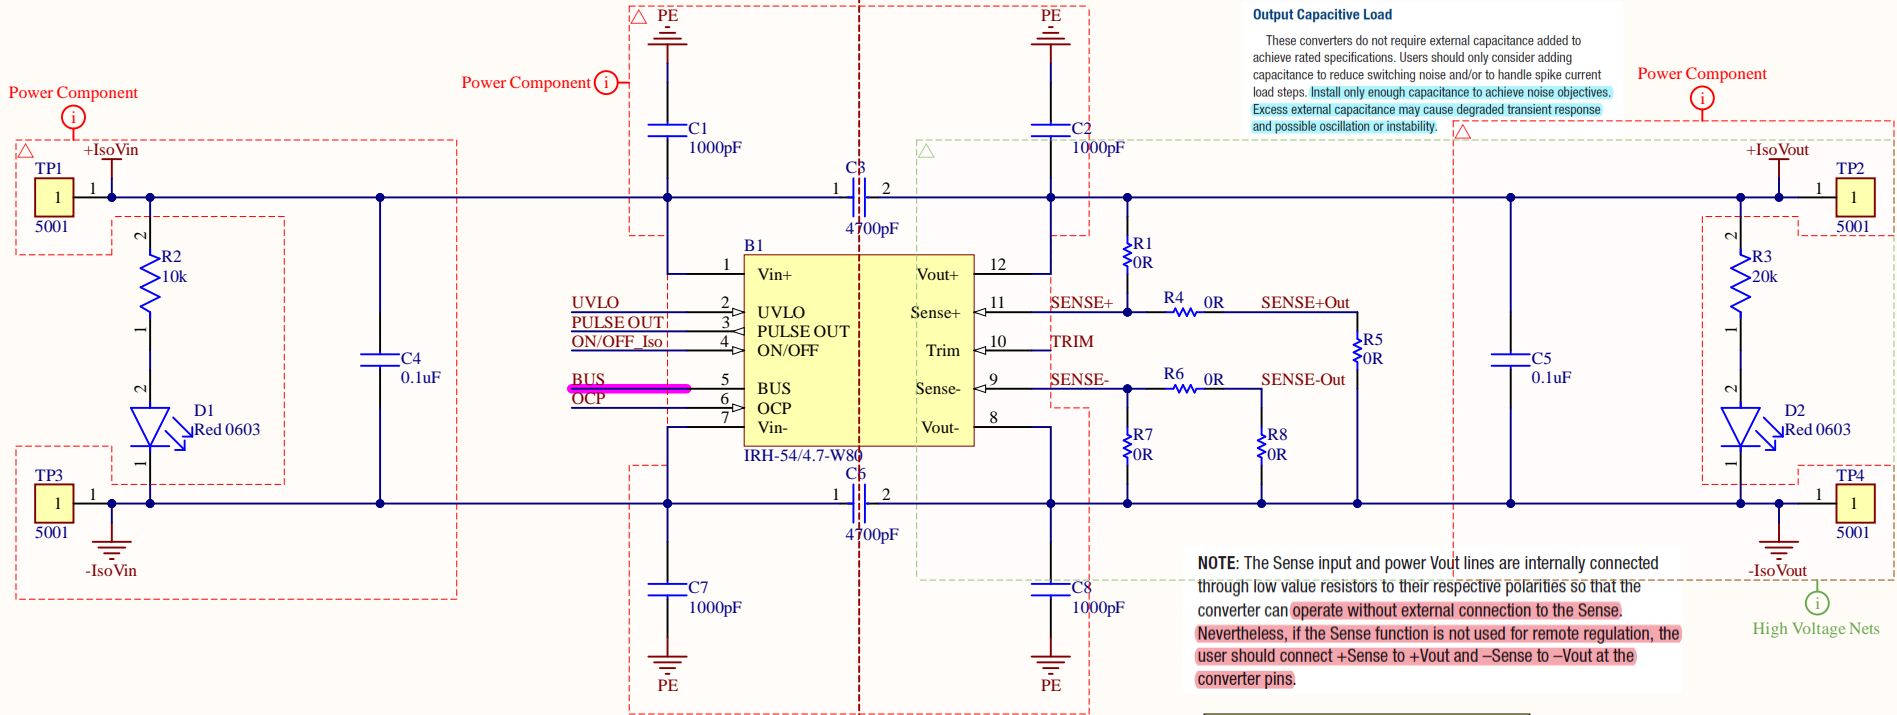 PE
PE
Output Capacitive Load
These converters do not require external capacitance added to
achieve rated specifications. Users should only consider adding
capacitance to reduce switching noise and/or to handle spike current
load steps. Install only enough capacitance to achieve noise objectives.
Excess external capacitance may cause degraded transient response
and possible oscillation or instability.
Power Component i
Power Component
i
Power Component
i
C1
1000pF
C2
1000pF
+IsoVin
TP1
1
1
5001
C3
1 2
4700pF
+IsoVout
TP2
1
1
5001
2
R2
10k
1
2
D1
Red 0603
1
C4
0.1uF
B1
1 Vin+
UVLO 2 UVLO
PULSE OUT 3 PULSE OUT
ON/OFF_Iso 4 ON/OFF
BUS 5 BUS
OCP 6 OCP
7 Vin-
Vout+ 12
Sense+ 11 SENSE+
Trim 10 TRIM
Sense- 9 SENSE-
Vout- 8
IRH-54/4.7-W80
R1
0R
R4 0R SENSE+Out
R5
0R
R6 0R SENSE-Out
R7
0R
R8
0R
C5
0.1uF
2
R3
20k
1
2
D2
Red 0603
1
TP3
1
1
5001
-IsoVin
C6
1 2
4700pF
TP4
1
1
5001
-IsoVout
C7
1000pF
C8
1000pF
PE
PE
NOTE: The Sense input and power Vout lines are internally connected
through low value resistors to their respective polarities so that the
converter can operate without external connection to the Sense.
Nevertheless, if the Sense function is not used for remote regulation, the
user should connect +Sense to +Vout and –Sense to –Vout at the
converter pins.
i
High Voltage Nets